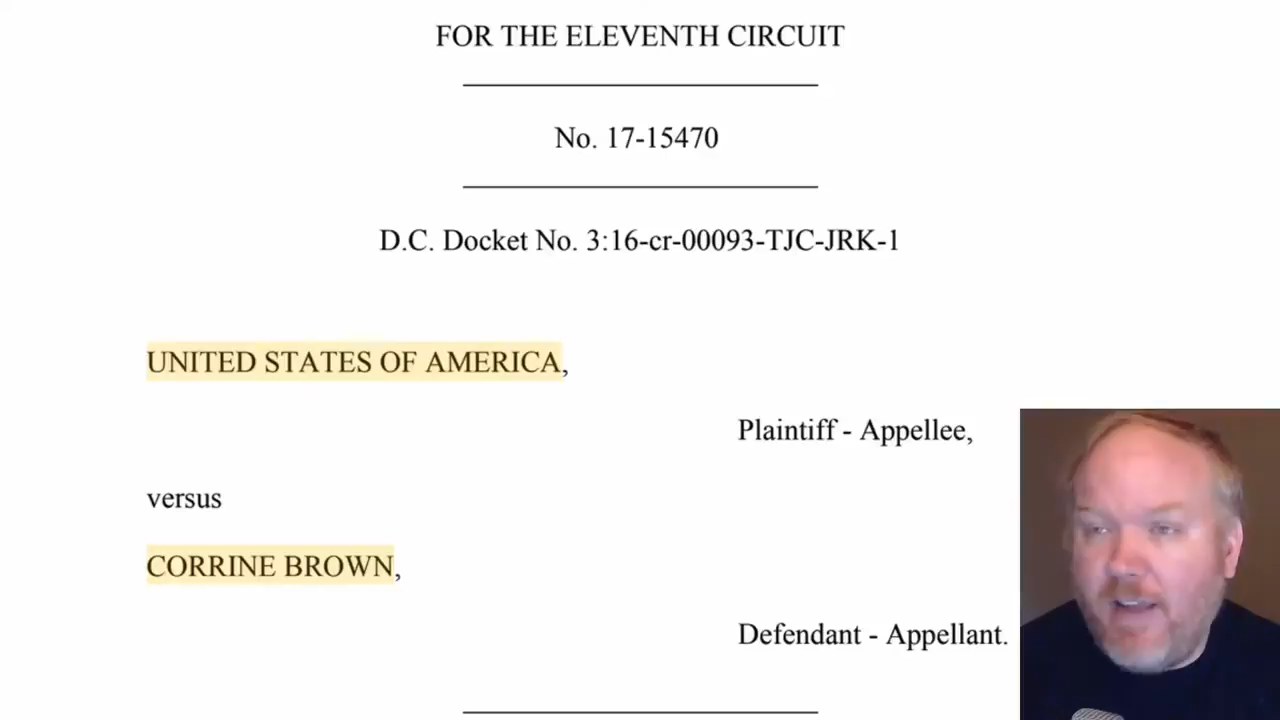 FOR THE ELEVENTH CIRCUIT
No. 17-15470
D.C. Docket No. 3:16-cr-00093-TJC-JRK-1
UNITED STATES OF AMERICA,
Plaintiff - Appellee,
versus
CORRINE BROWN,
Defendant - Appellant.